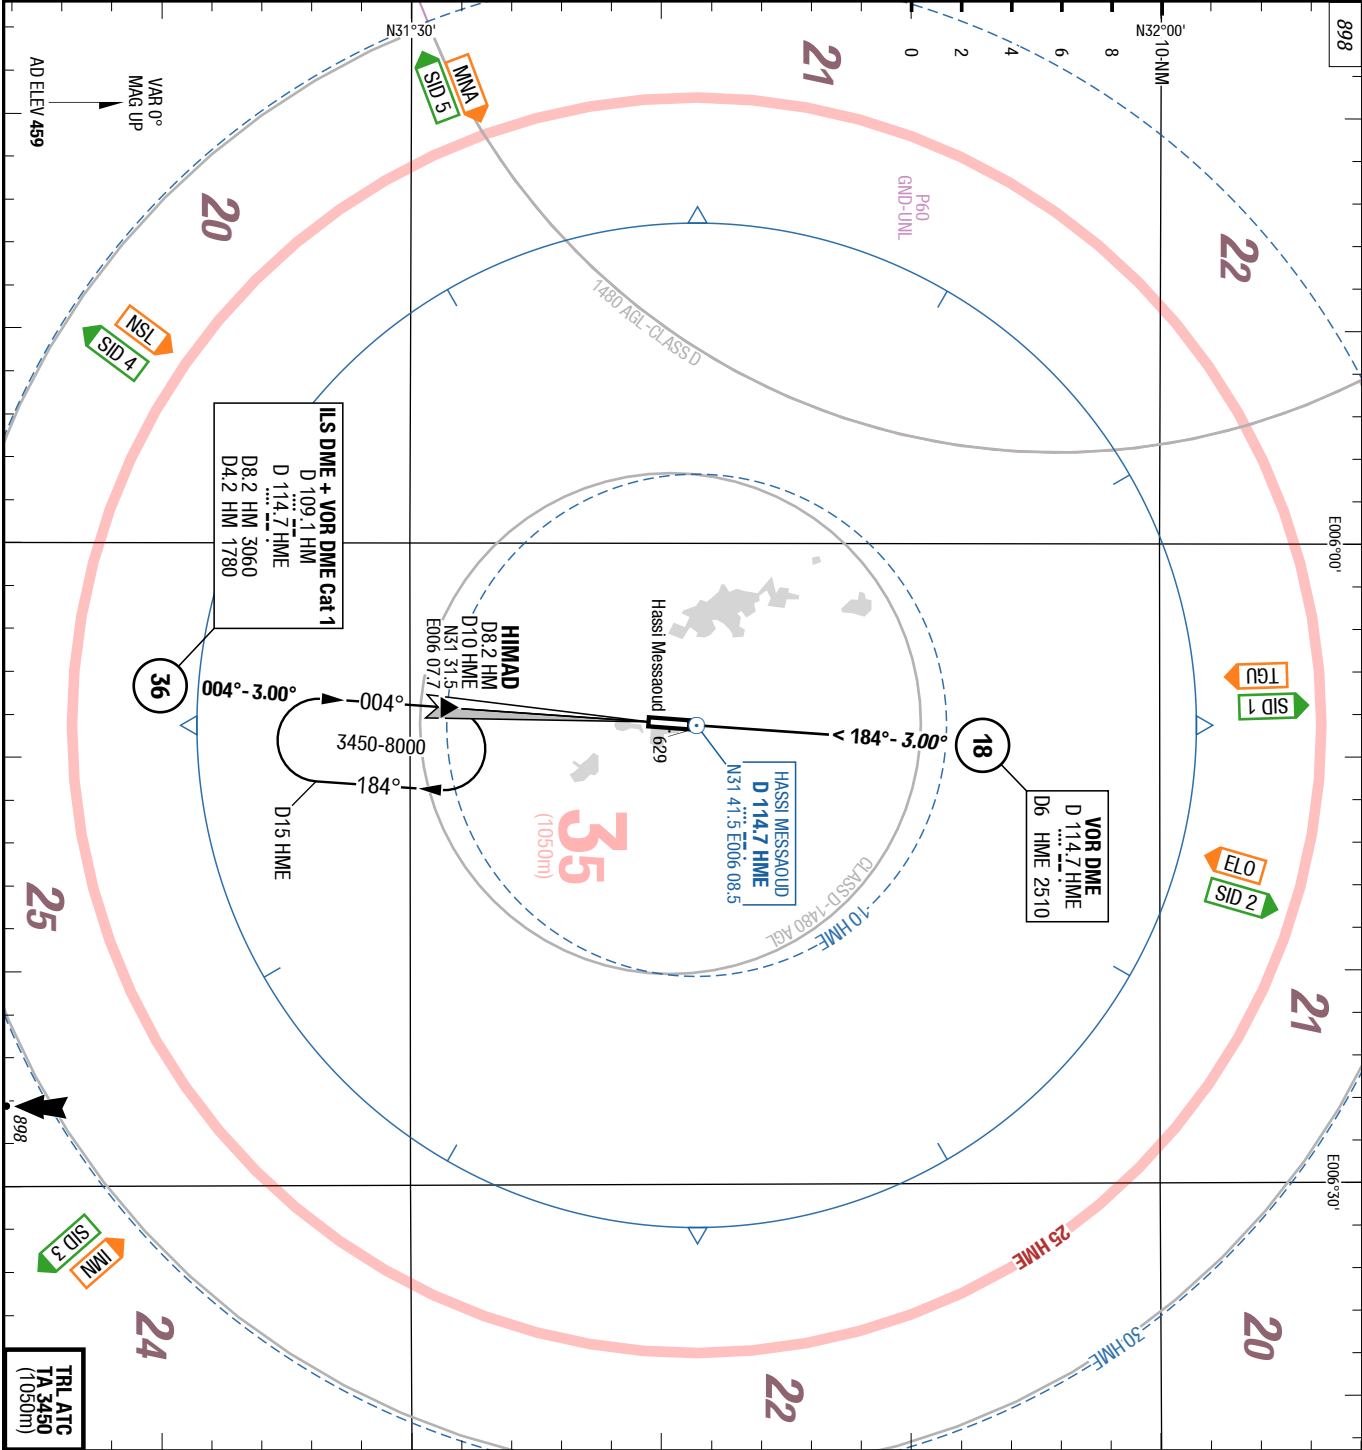 898
N31°30'
N32°00'
10-NM
8
6
4
2
0
21
MNA
SID 5
VAR 0°
MAG UP
AD ELEV 459
20
P60
GND-UNL
22
1480 AGL-CLASS D
NSL
SID 4
ILS DME + VOR DME Cat 1
D 109.1 HM
D 114.7 HME
D8.2 HM 3060
D4.2 HM 1780
E006°00'
HIMAD
D8.2 HM
D10 HME
N31 31.5
E006 07.7
Hassi Messaoud
629
TGU
SID 1
36
004°-3.00°
004°
3450-8000
184°
D15 HME
< 184°-3.00°
18
VOR DME
D 114.7 HME
D6 HME 2510
HASSI MESSAOUD
D 114.7 HME
N31 41.5 E006 08.5
35
(1050m)
CLASS D-1480 AGL
10 HME
ELO
SID 2
25
21
898
E006°30'
25 HME
SID 3
IMN
24
22
30 HME
20
TRL ATC
TA 3450
(1050m)